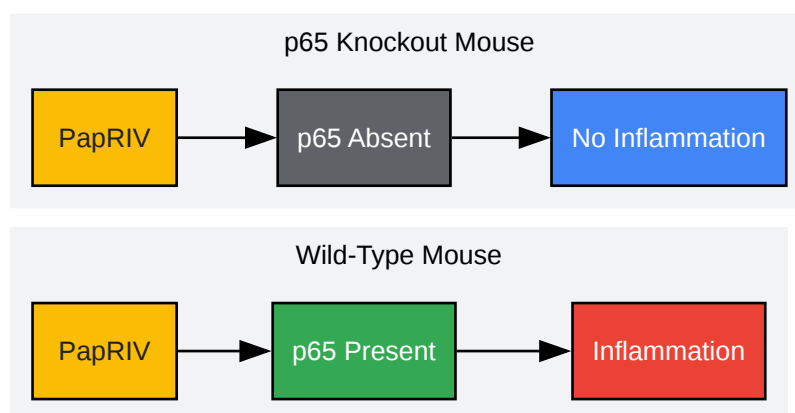 p65 Knockout Mouse
PapRIV
p65 Absent
No Inflammation
Wild-Type Mouse
PapRIV
p65 Present
Inflammation